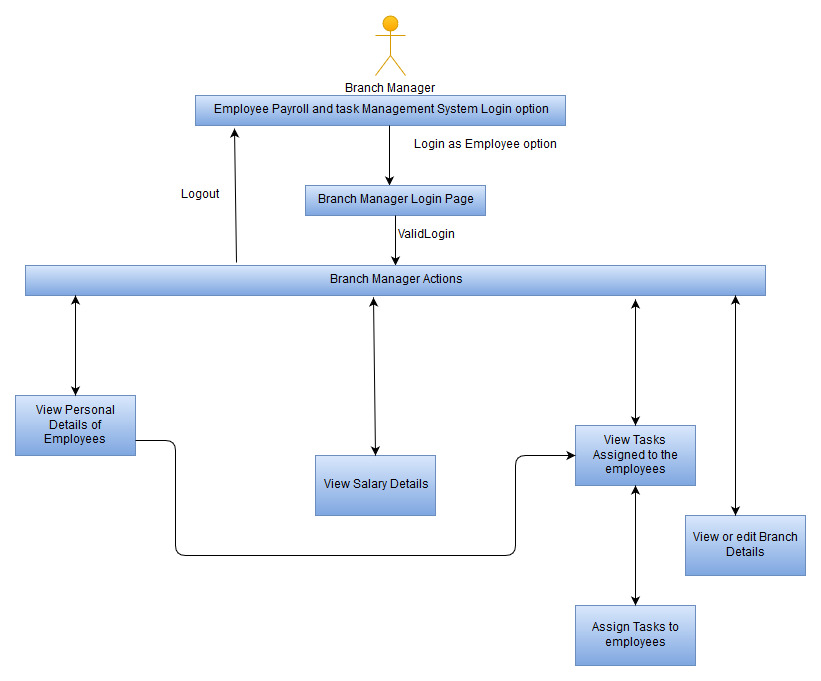 Branch Manager
Employee Payroll and task Management System Login option
Login as Employee option
Logout
Branch Manager Login Page
ValidLogin
Branch Manager Actions
View Personal
Details of
Employees
View Tasks
Assigned to the
employees
View Salary Details
View or edit Branch
Details
Assign Tasks to
employees